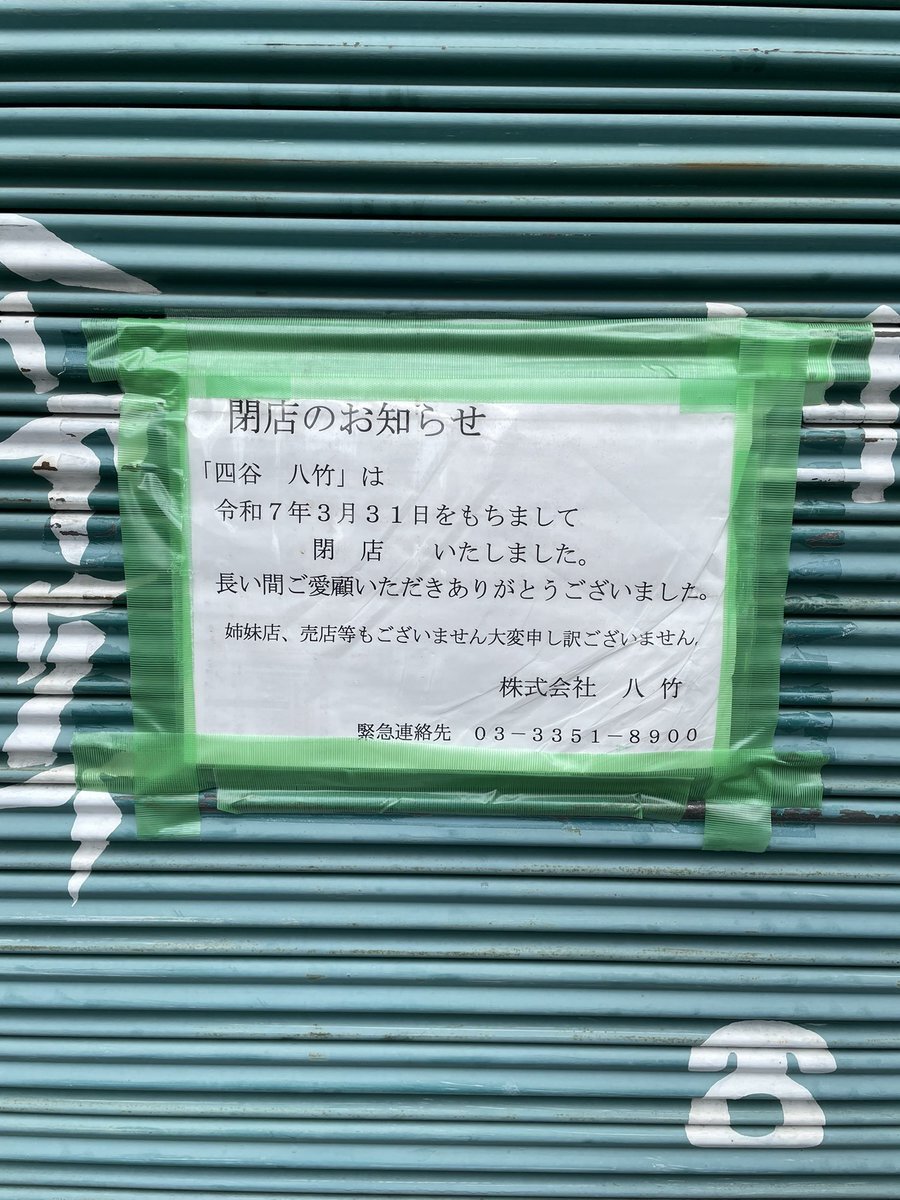 閉店のお知らせ
「四谷　八竹」は
令和７年３月３１日をもちまして
閉　店　　いたしました。
長い間ご愛顧いただきありがとうございました。
姉妹店、売店等もございません大変申し訳ございません。
株式会社　八 竹
緊急連絡先　０３－３３５１－８９００